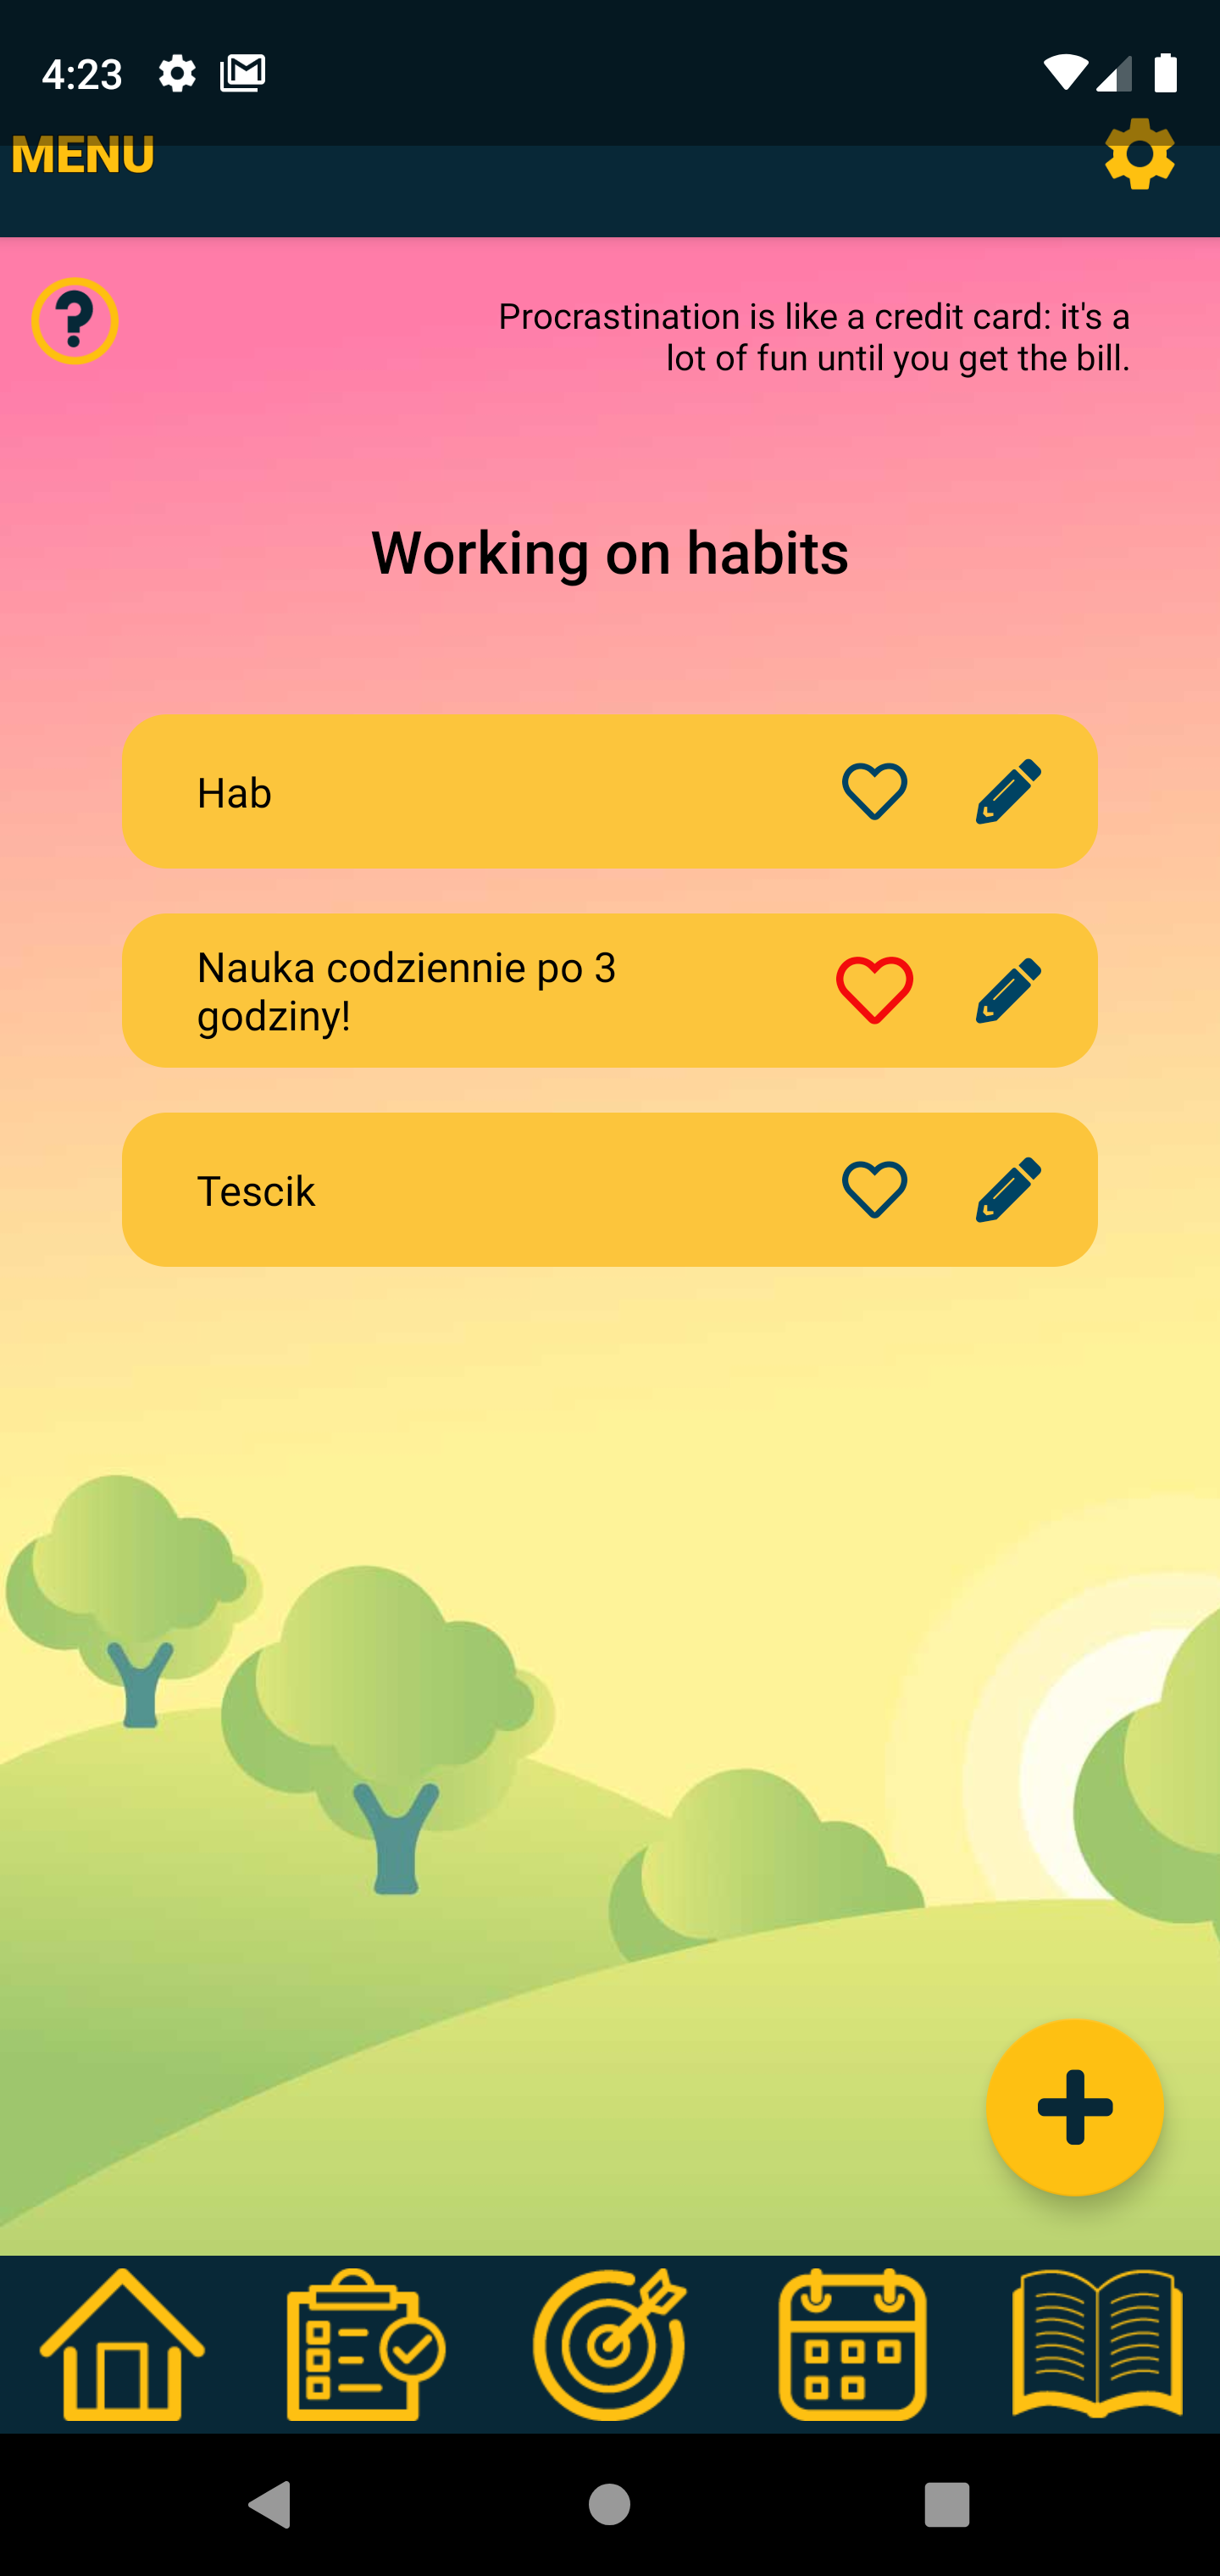 4:23
MENU
?
Procrastination is like a credit card: it's a
lot of fun until you get the bill.
Working on habits
Hab
Nauka codziennie po 3
godziny!
Tescik